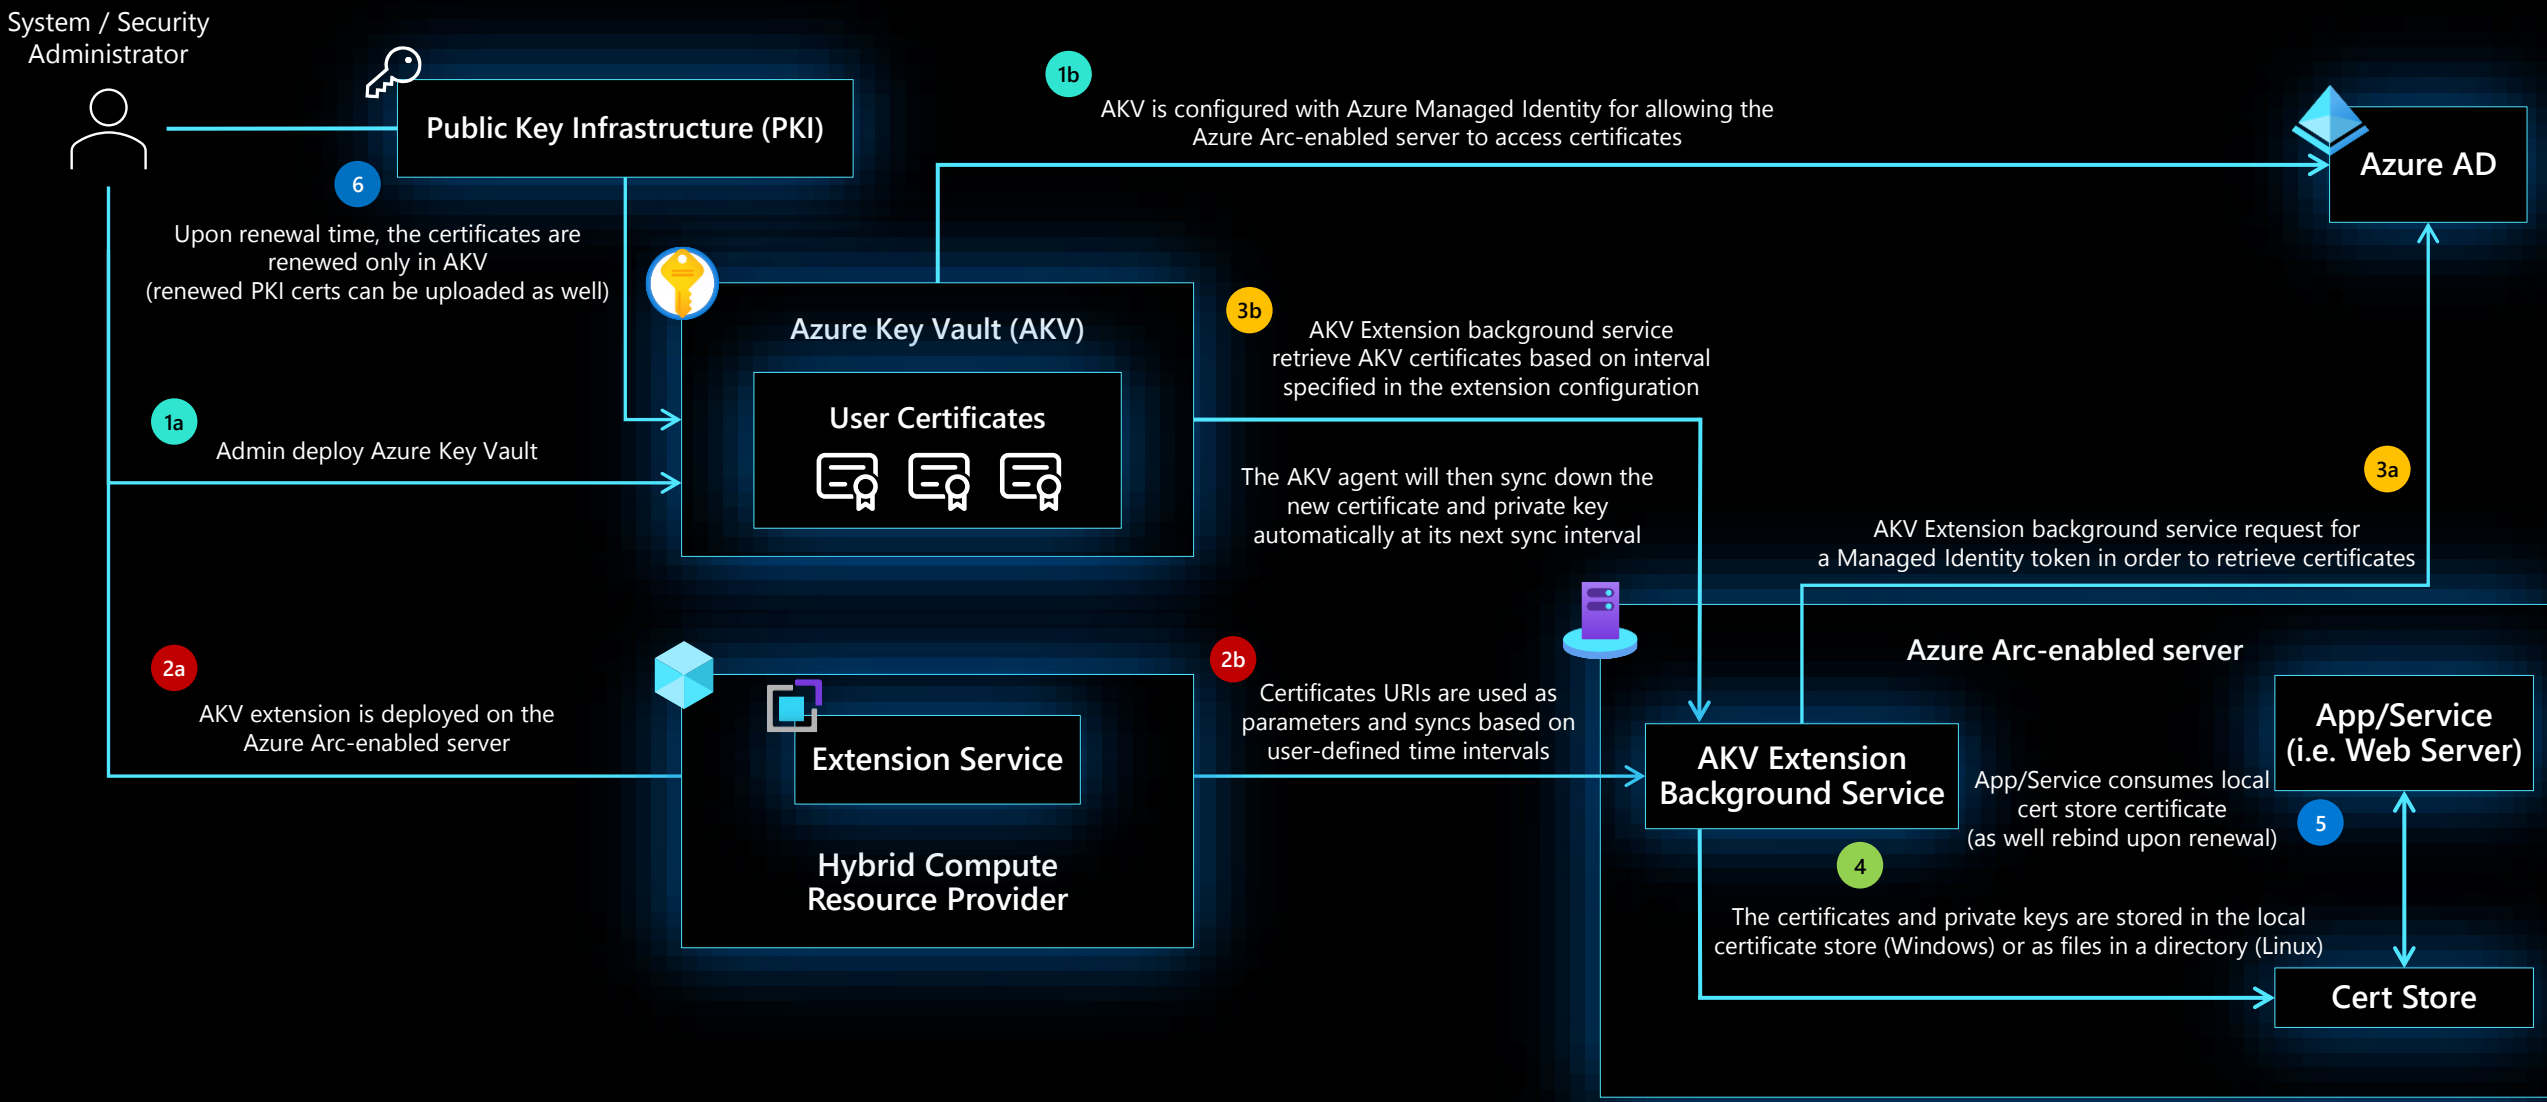 System / Security
Administrator
Public Key Infrastructure (PKI)
6
Upon renewal time, the certificates are
renewed only in AKV
(renewed PKI certs can be uploaded as well)
1b
AKV is configured with Azure Managed Identity for allowing the
Azure Arc-enabled server to access certificates
Azure AD
Azure Key Vault (AKV)
User Certificates
1a
Admin deploy Azure Key Vault
3b
AKV Extension background service
retrieve AKV certificates based on interval
specified in the extension configuration
The AKV agent will then sync down the
new certificate and private key
automatically at its next sync interval
3a
AKV Extension background service request for
a Managed Identity token in order to retrieve certificates
2a
AKV extension is deployed on the
Azure Arc-enabled server
Extension Service
Hybrid Compute
Resource Provider
2b
Certificates URIs are used as
parameters and syncs based on
user-defined time intervals
Azure Arc-enabled server
AKV Extension
Background Service
App/Service
(i.e. Web Server)
App/Service consumes local
cert store certificate
(as well rebind upon renewal)
5
4
The certificates and private keys are stored in the local
certificate store (Windows) or as files in a directory (Linux)
Cert Store